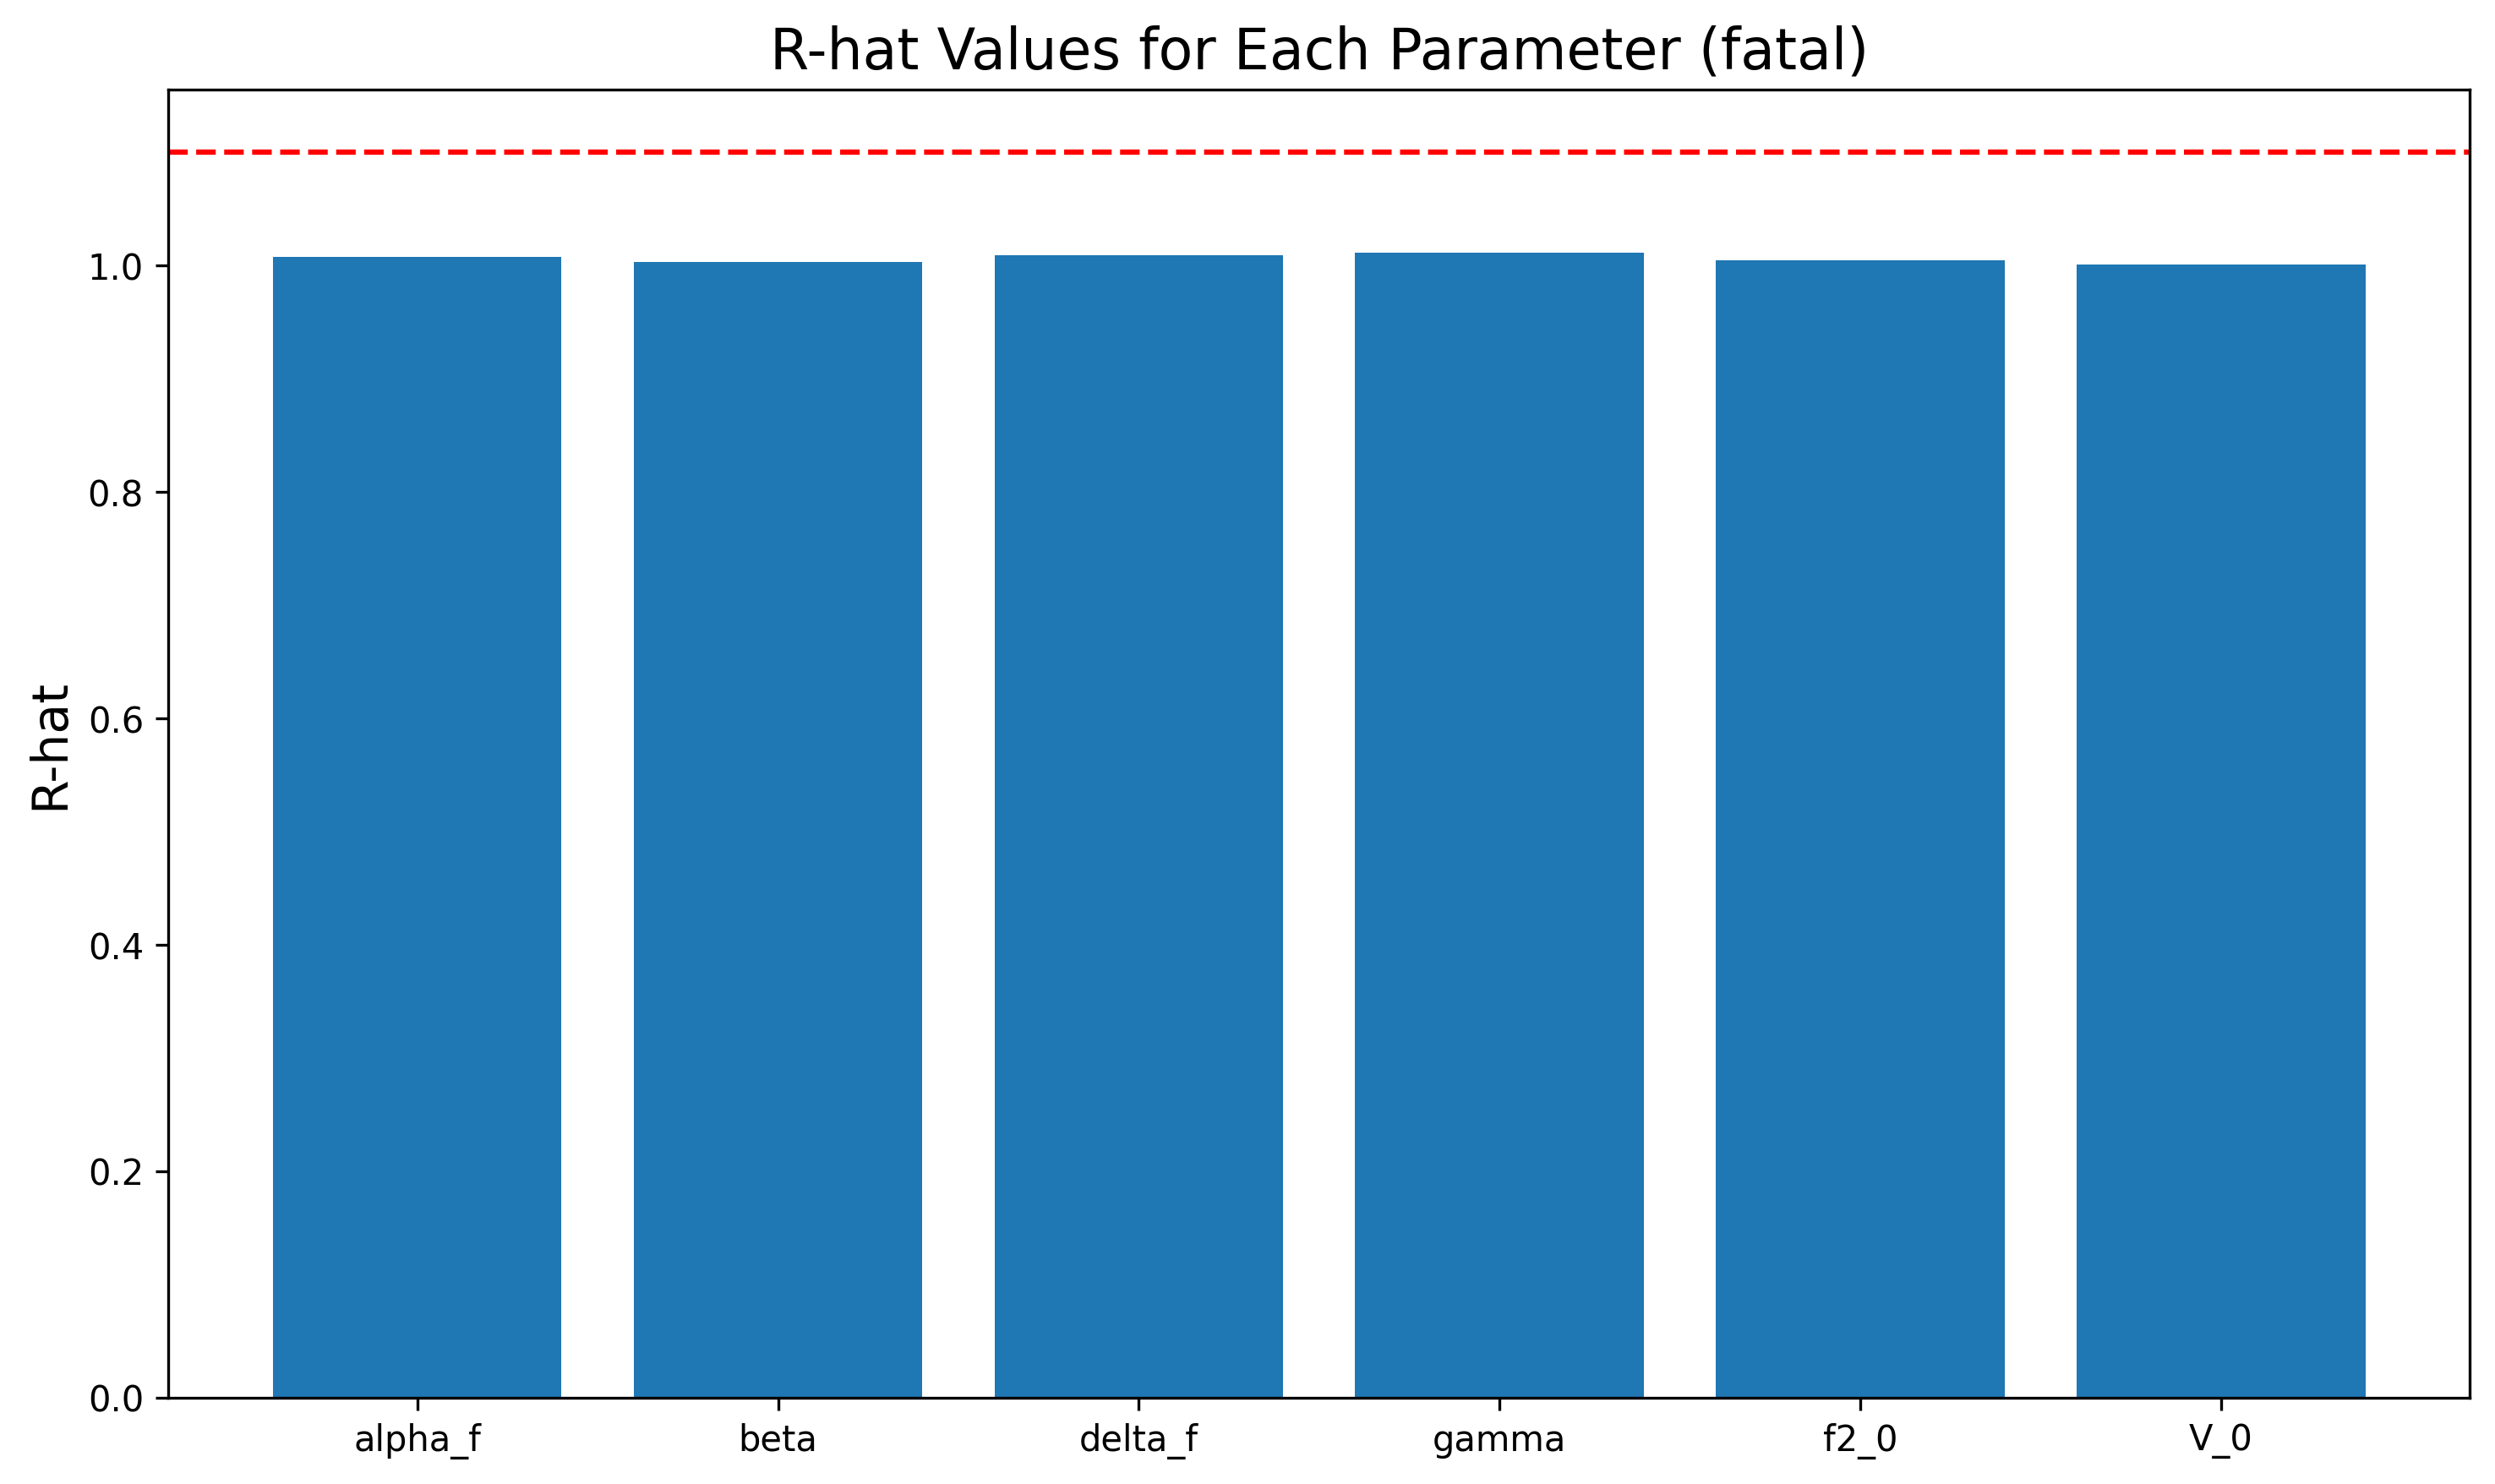 R-hat Values for Each Parameter (fatal)
R-hat
1.0
0.8
0.6
0.4
0.2
0.0
alpha_f
beta
delta_f
gamma
f2_0
V_0